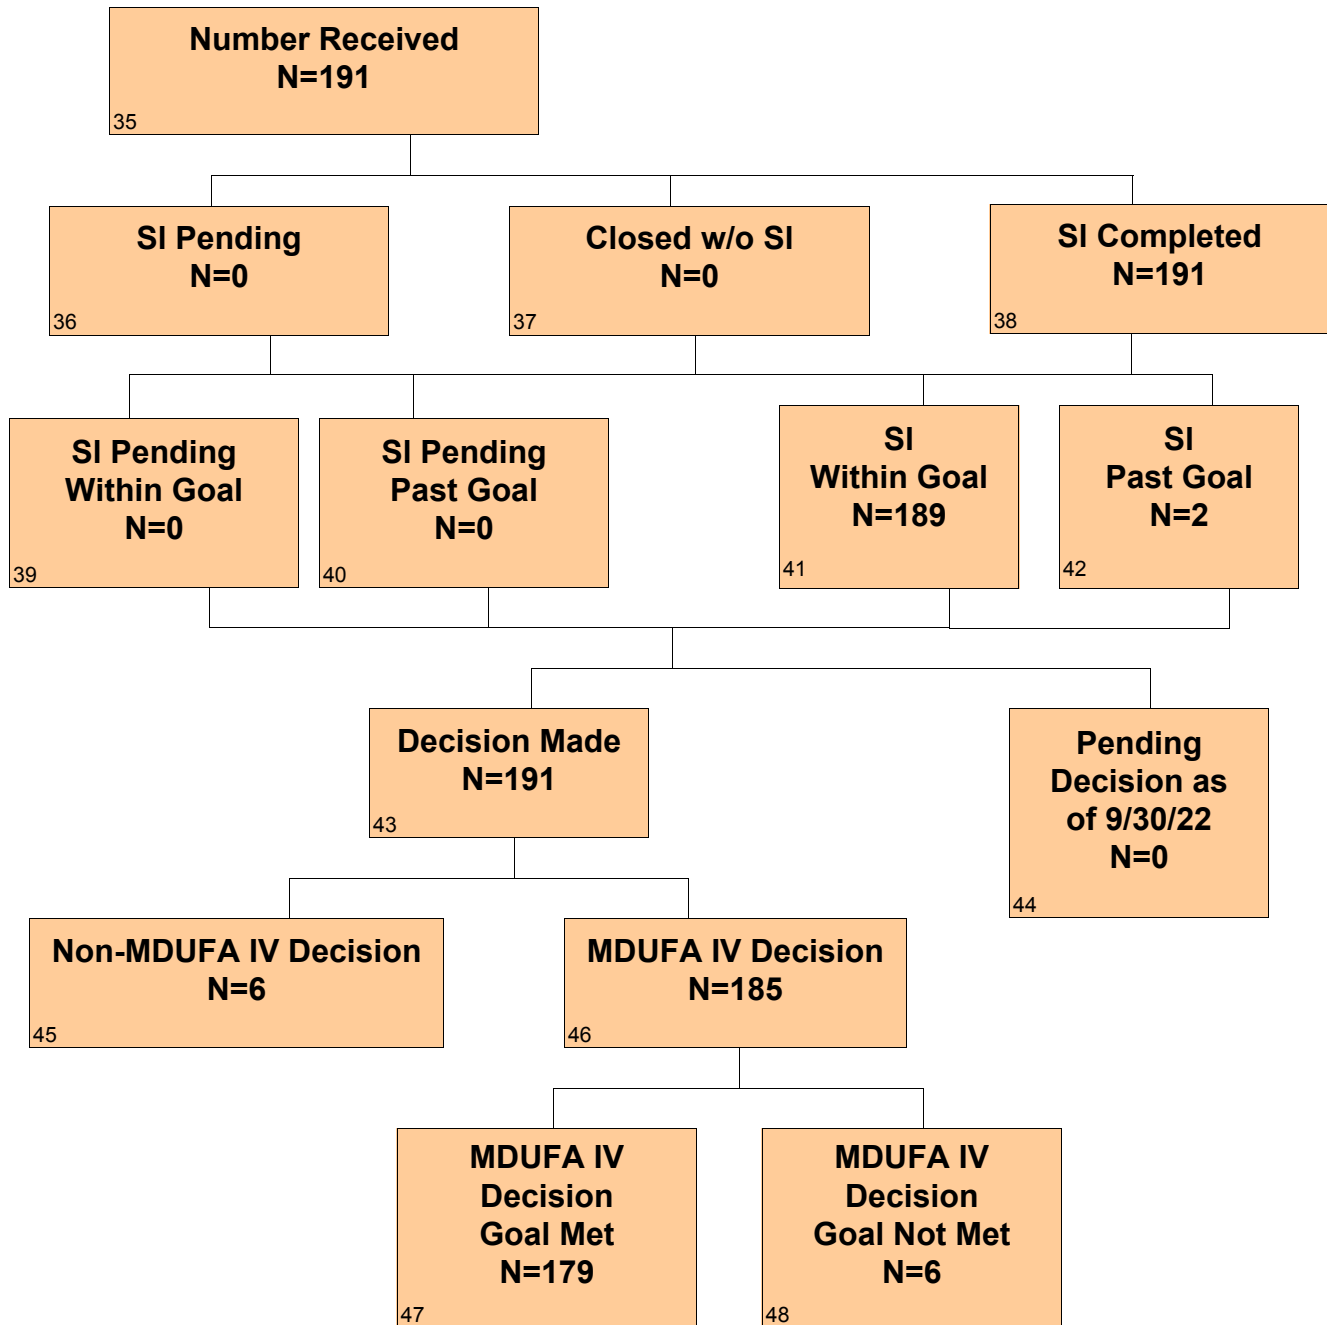 Number Received
N=191
35
SI Pending
N=0
36
Closed w/o SI
N=0
37
SI Completed
N=191
38
SI Pending
Within Goal
N=0
39
SI Pending
Past Goal
N=0
40
SI
Within Goal
N=189
41
SI
Past Goal
N=2
42
Decision Made
N=191
43
Pending
Decision as
of 9/30/22
N=0
44
Non-MDUFA IV Decision
N=6
45
MDUFA IV Decision
N=185
46
MDUFA IV
Decision
Goal Met
N=179
47
MDUFA IV
Decision
Goal Not Met
N=6
48